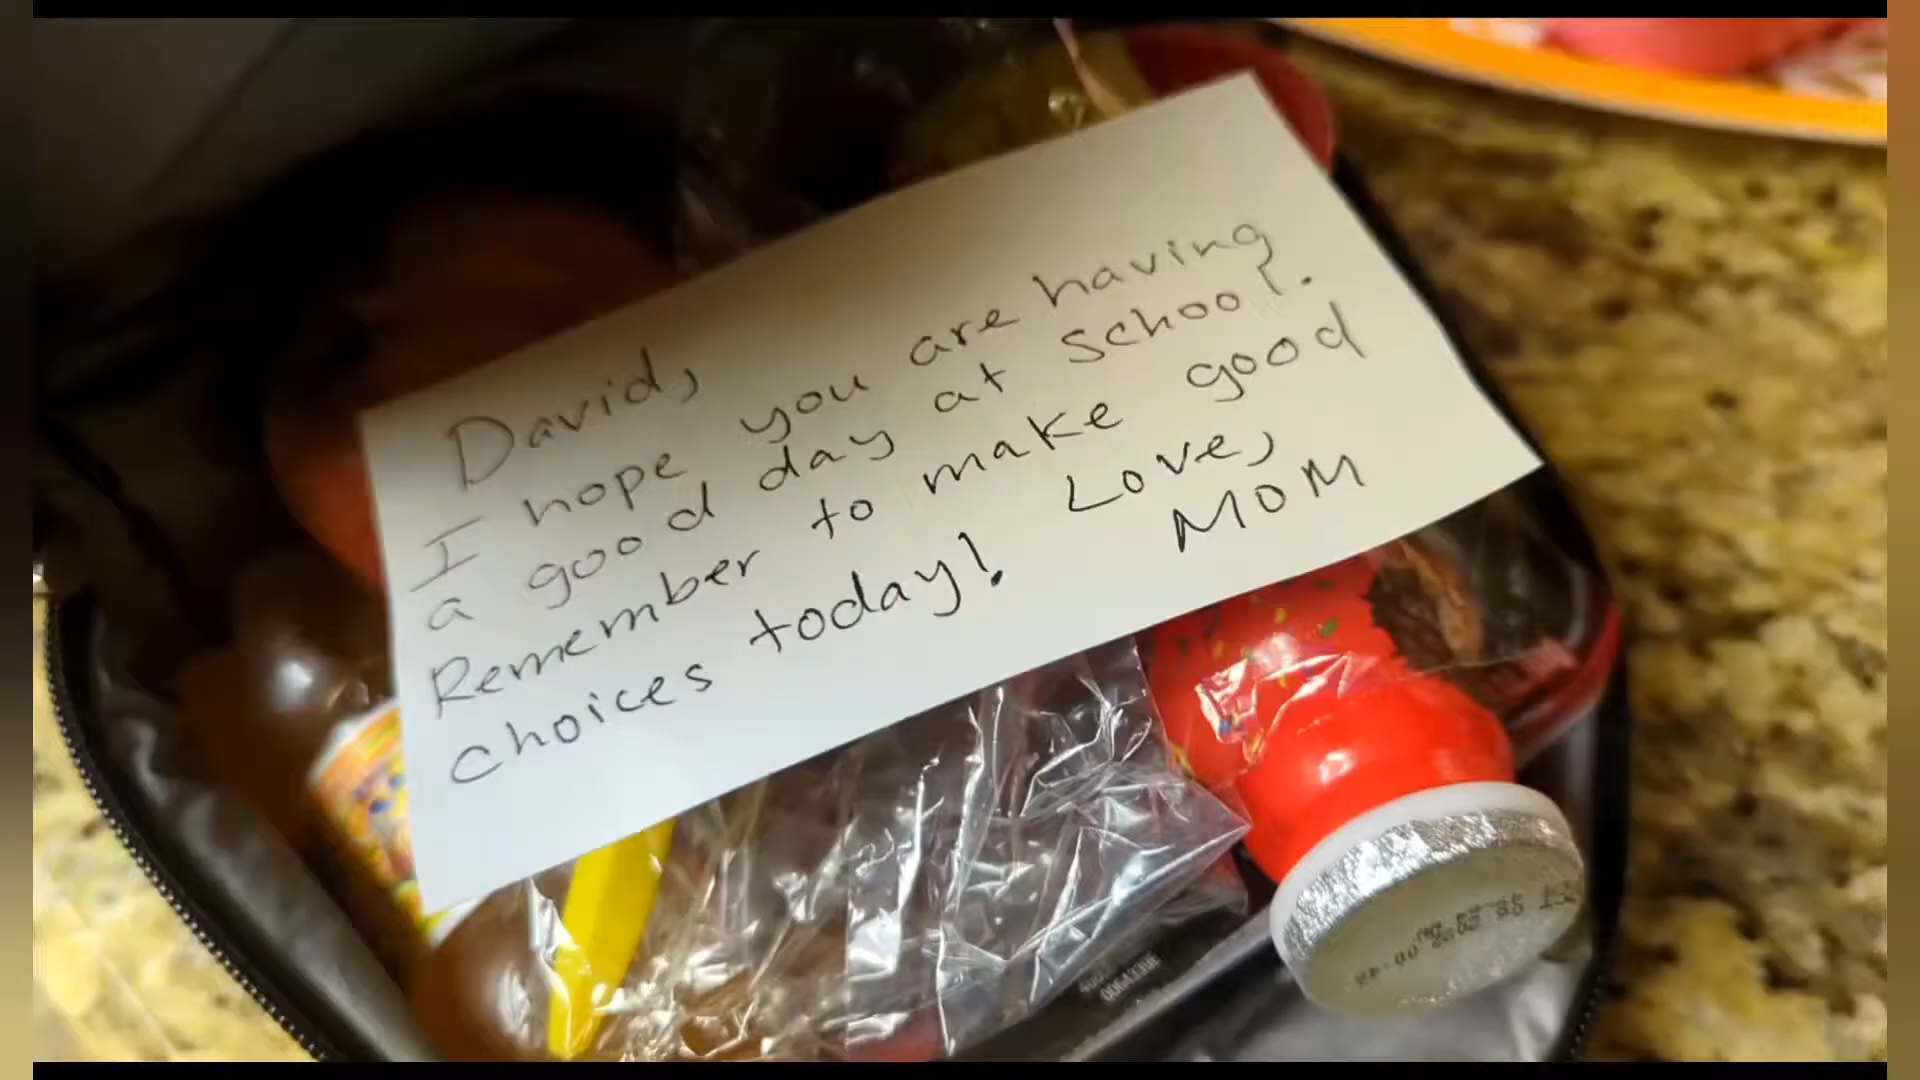 David,
I hope you are having
a good day at school.
Remember to make good
choices today! Love,
MOM